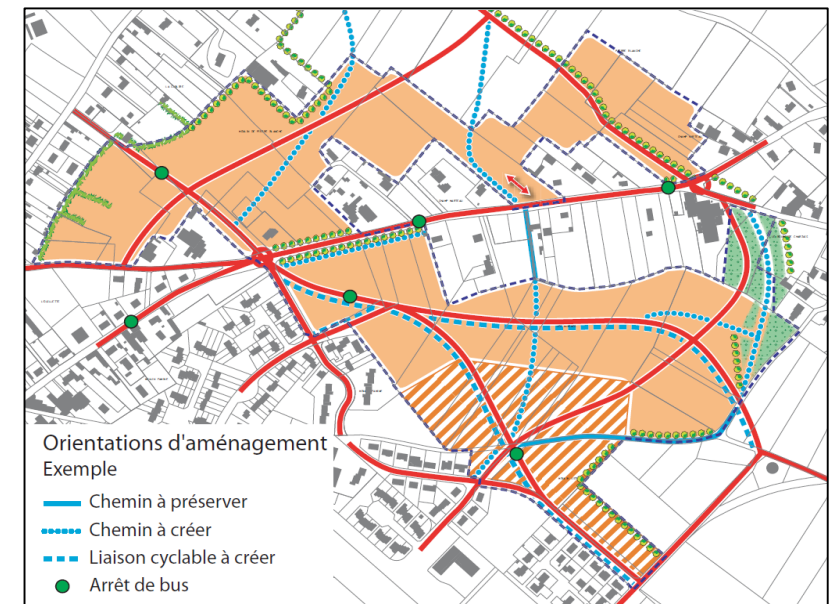 Orientations d'aménagement
Exemple
Chemin à préserver
Chemin à créer
Liaison cyclable à créer
Arrêt de bus